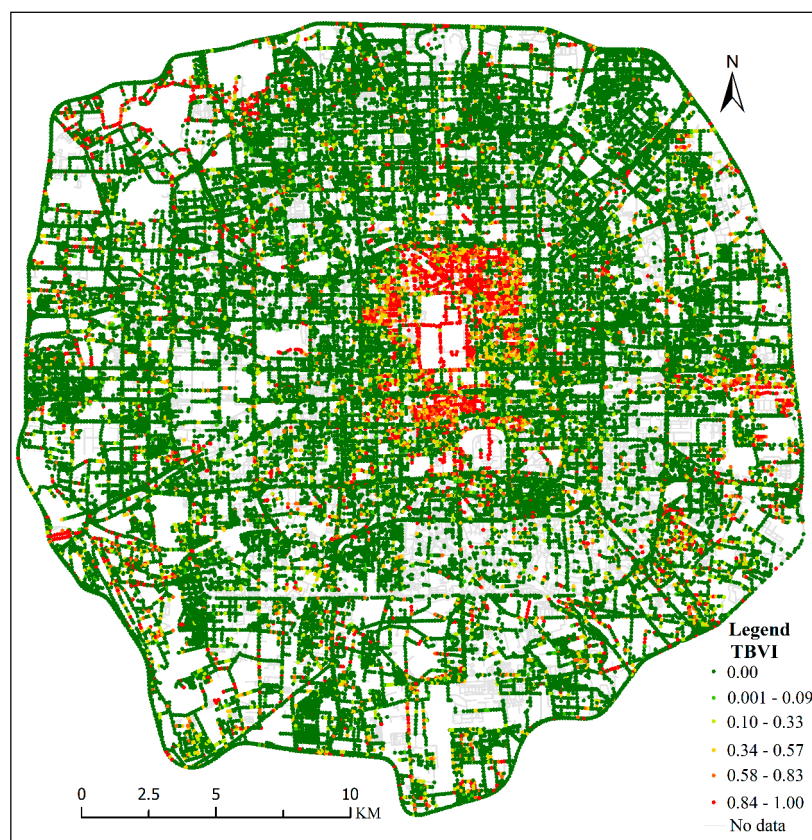 N
Legend
TBVI
0.00
0.001 - 0.09
0.10 - 0.33
0.34 - 0.57
0.58 - 0.83
0.84 - 1.00
No data
0 2.5 5 10
KM